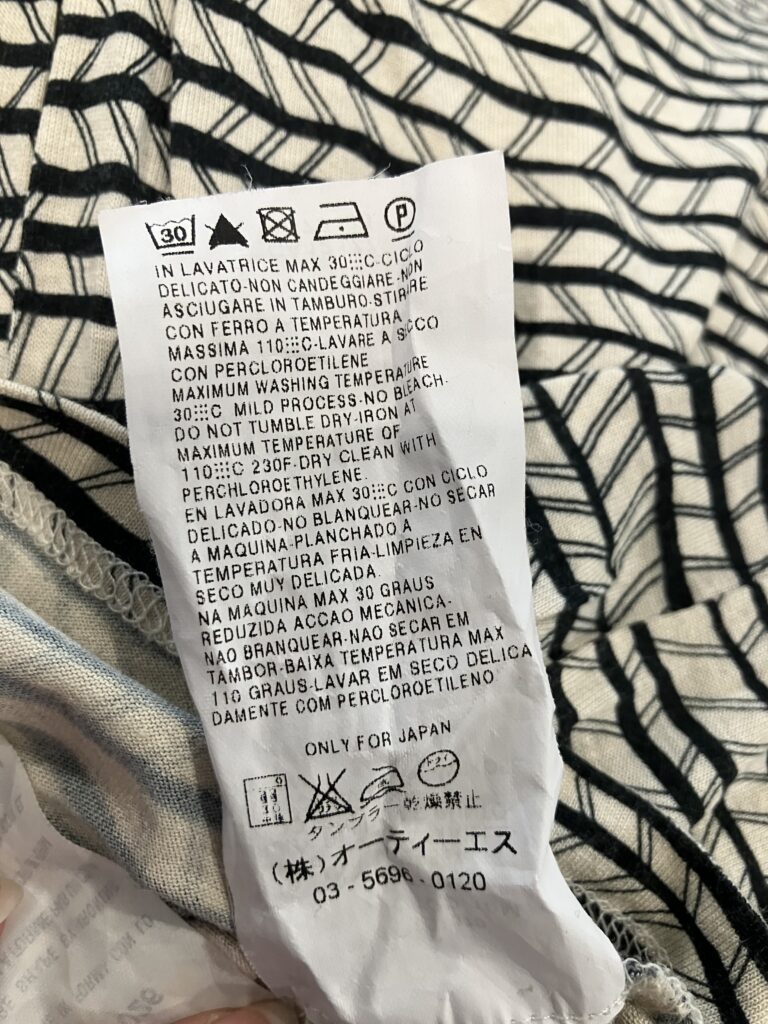 30
P
IN LAVATRICE MAX 30⁝⁝⁝C-CICLO
DELICATO-NON CANDEGGIARE-NON
ASCIUGARE IN TAMBURO-STIRARE
CON FERRO A TEMPERATURA
MASSIMA 110⁝⁝⁝C-LAVARE A SECCO
CON PERCLOROETILENE
MAXIMUM WASHING TEMPERATURE
30⁝⁝⁝C MILD PROCESS-NO BLEACH.
DO NOT TUMBLE DRY-IRON AT
MAXIMUM TEMPERATURE OF
110⁝⁝⁝C 230F-DRY CLEAN WITH
PERCHLOROETHYLENE.
EN LAVADORA MAX 30⁝⁝⁝C CON CICLO
DELICADO-NO BLANQUEAR-NO SECAR
A MAQUINA-PLANCHADO A
TEMPERATURA FRIA-LIMPIEZA EN
SECO MUY DELICADA.
NA MAQUINA MAX 30 GRAUS
REDUZIDA ACCAO MECANICA.
NAO BRANQUEAR-NAO SECAR EM
TAMBOR-BAIXA TEMPERATURA MAX
110 GRAUS-LAVAR EM SECO DELICA
DAMENTE COM PERCLOROETILENO
ONLY FOR JAPAN
ドライ
タンブラー乾燥禁止
(株)オーティーエス
03-5696-0120